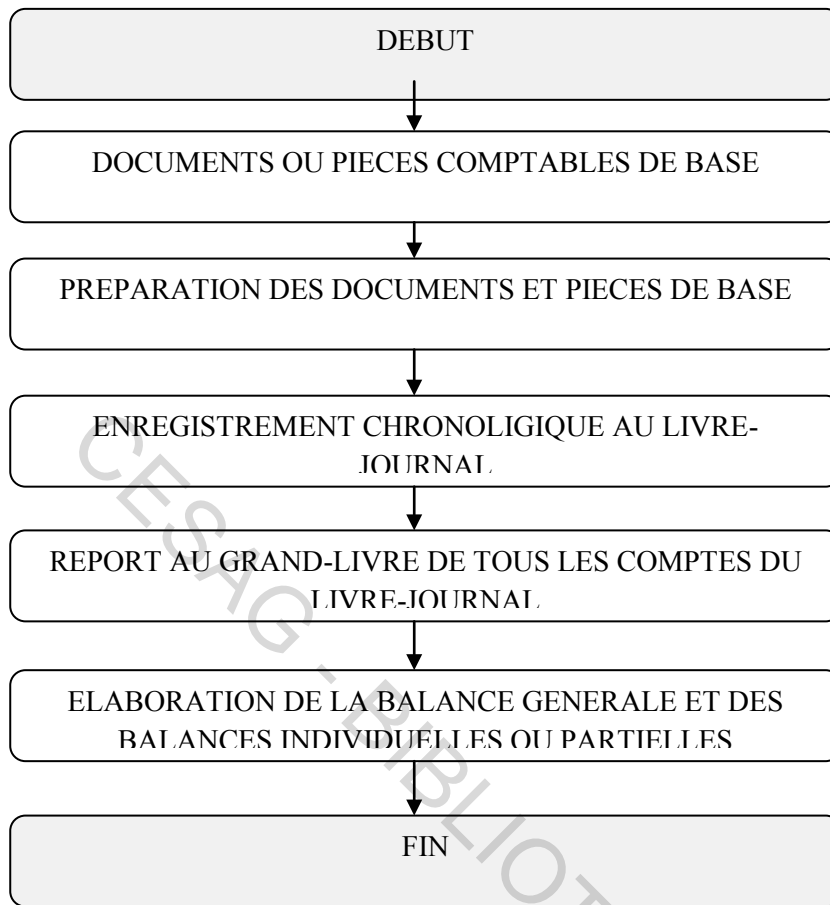 DEBUT
DOCUMENTS OU PIECES COMPTABLES DE BASE
PREPARATION DES DOCUMENTS ET PIECES DE BASE
ENREGISTREMENT CHRONOLIGIQUE AU LIVRE-
JOURNAL
REPORT AU GRAND-LIVRE DE TOUS LES COMPTES DU
LIVRE-JOURNAL
ELABORATION DE LA BALANCE GENERALE ET DES
BALANCES INDIVIDUELLES OU PARTIELLES
FIN
CESAG - BIBLIOT